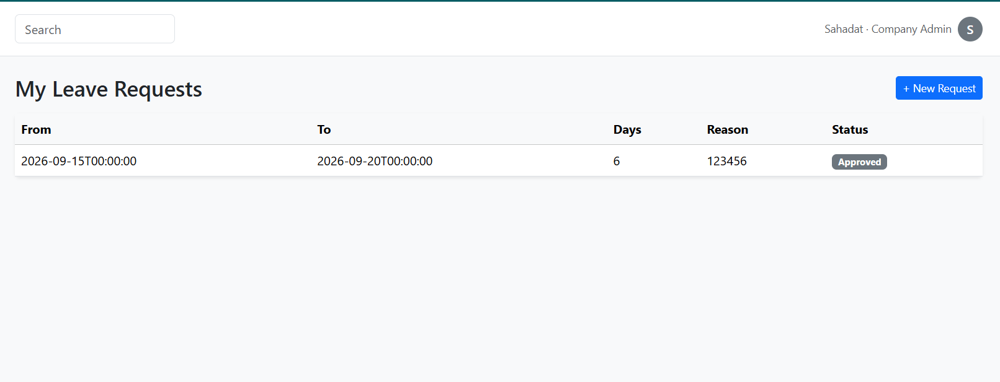 Search
Sahadat · Company Admin S
My Leave Requests
+ New Request
From To Days Reason Status
2026-09-15T00:00:00 2026-09-20T00:00:00 6 123456 Approved